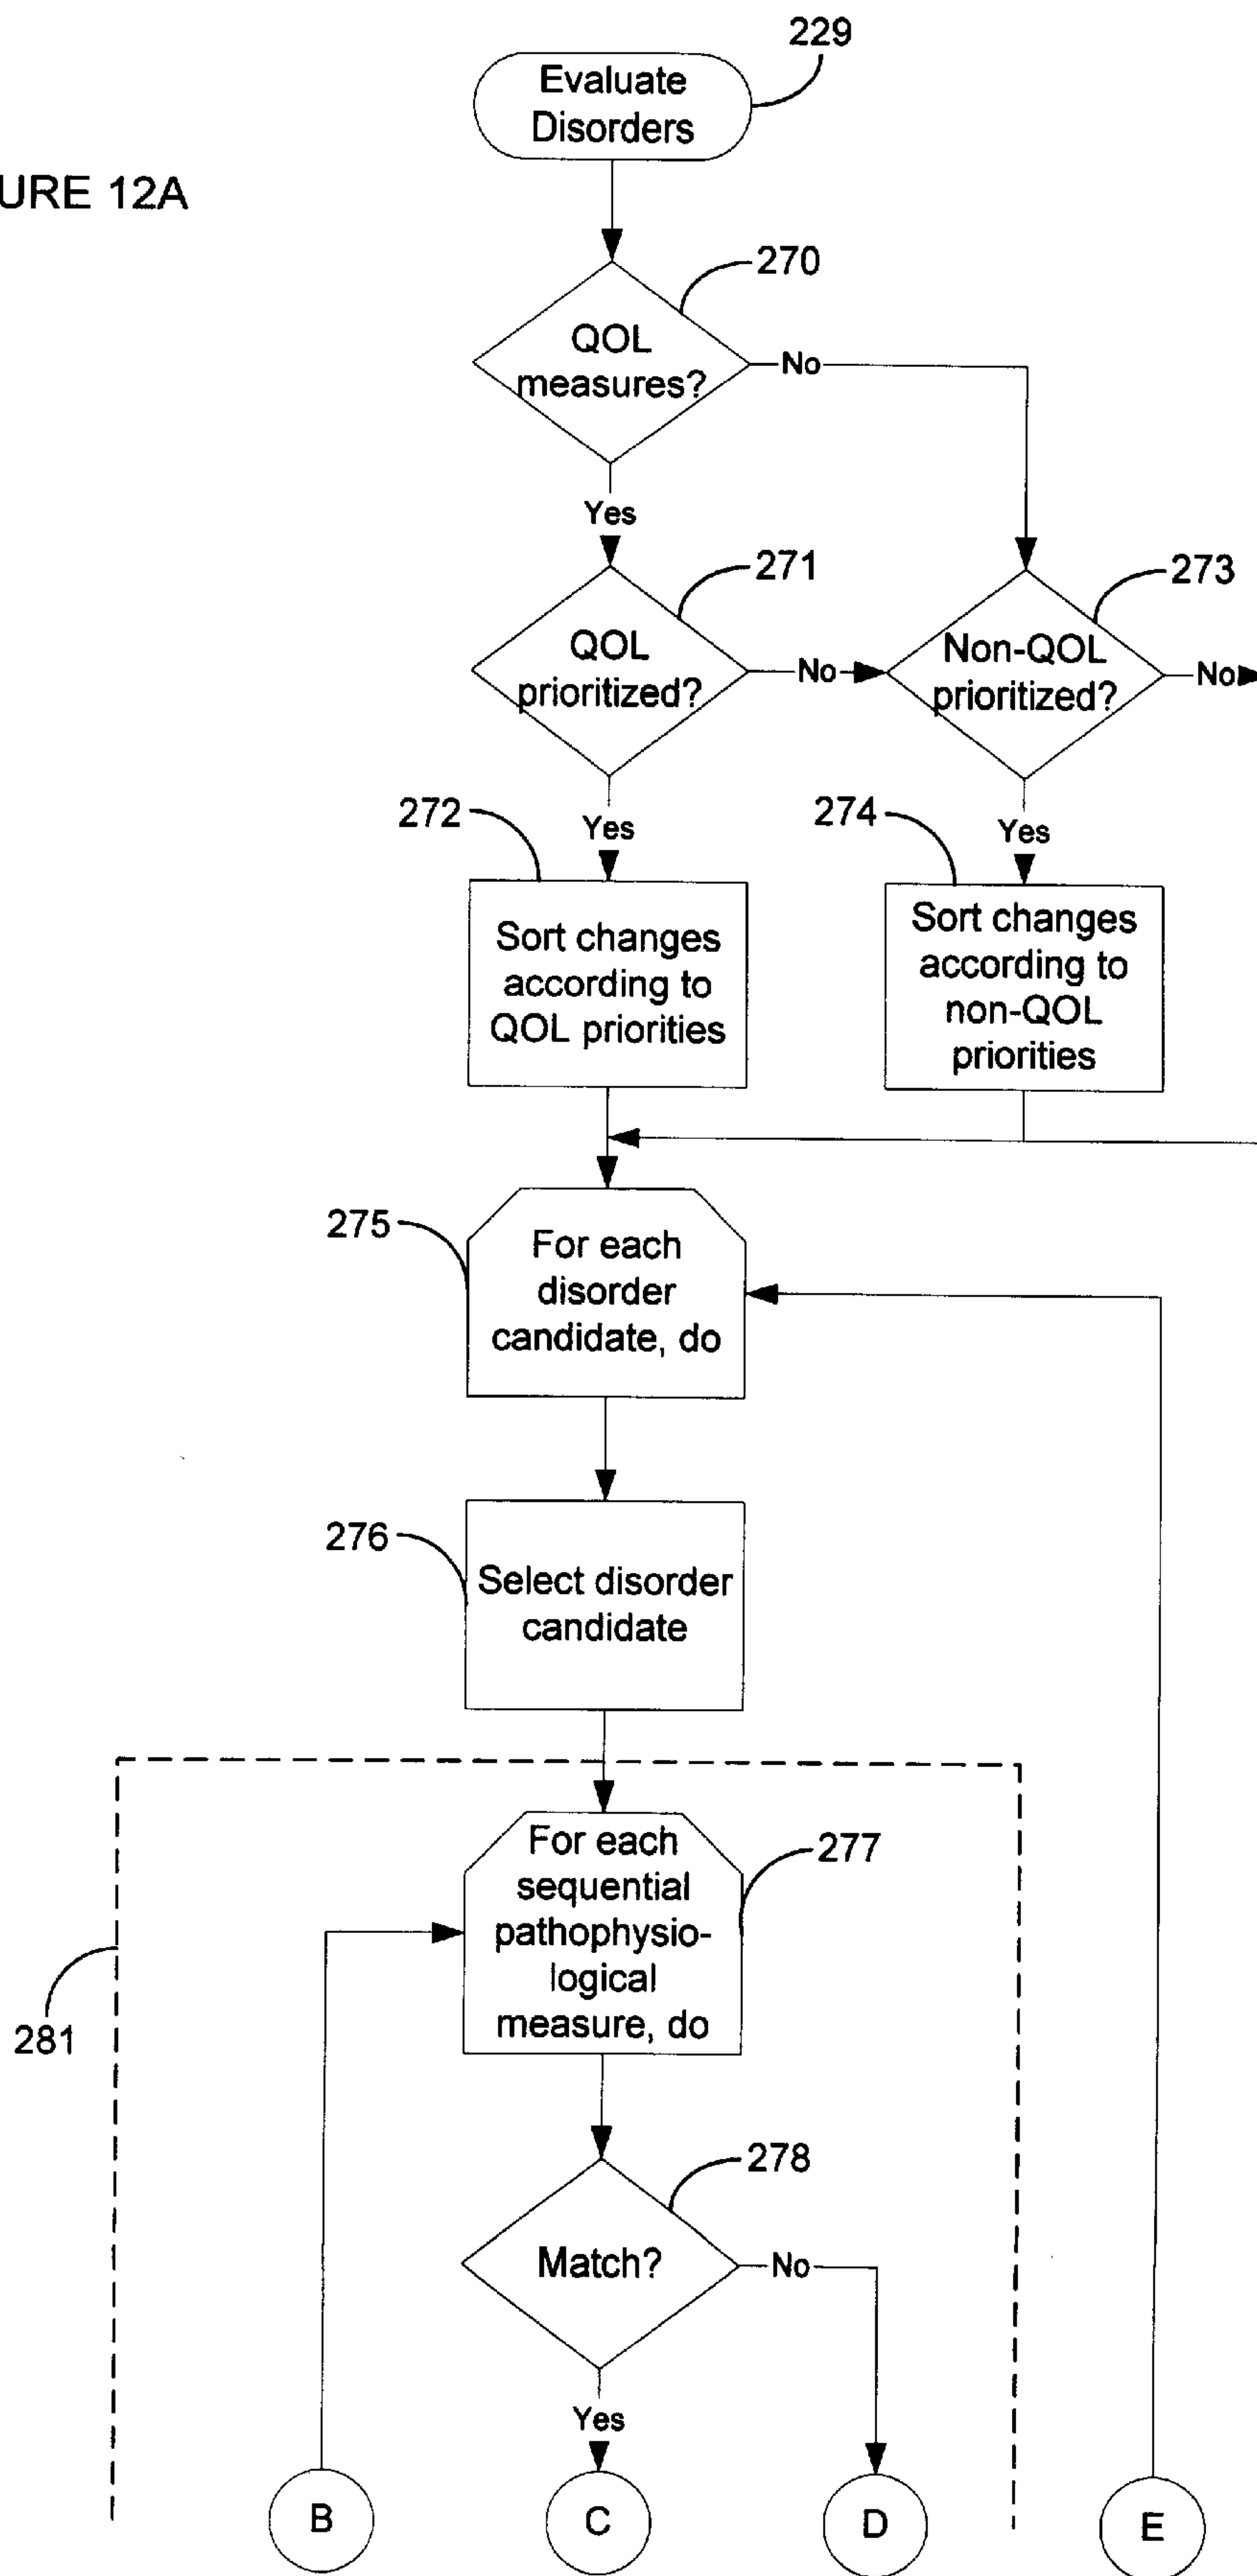 229
Evaluate
Disorders
URE 12A
270
QOL
measures?
No
Yes
271
273
QOL
prioritized?
No
Non-QOL
prioritized?
No
272
Yes
274
Yes
Sort changes
according to
QOL priorities
Sort changes
according to
non-QOL
priorities
275
For each
disorder
candidate, do
276
Select disorder
candidate
For each
sequential
pathophysio-
logical
measure, do
277
281
278
Match?
No
Yes
B
C
D
E